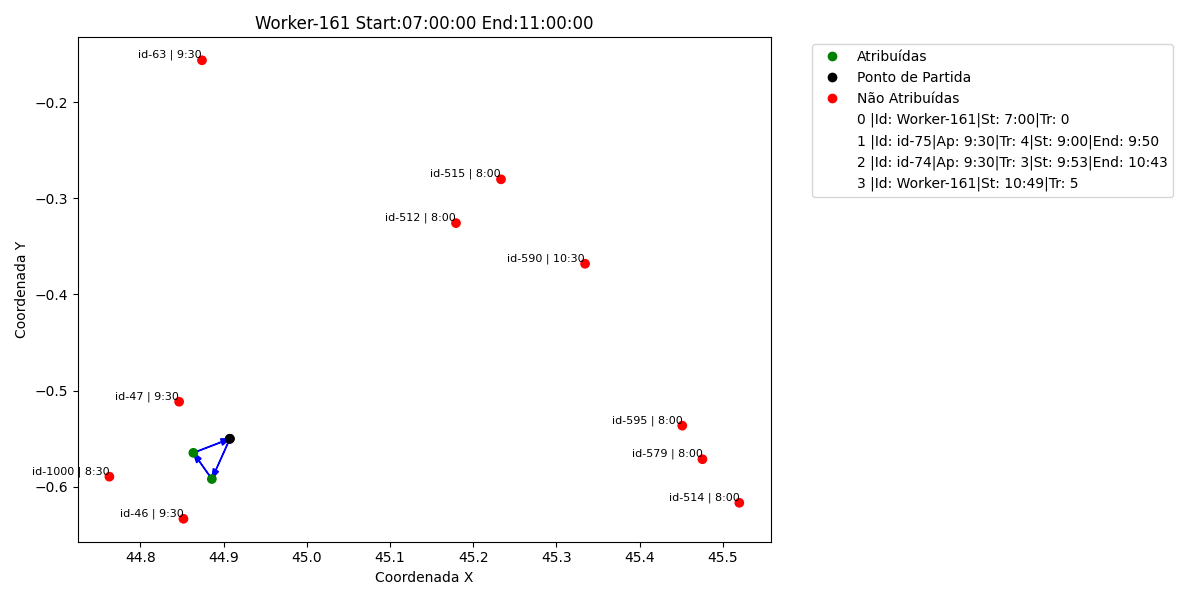 Worker-161 Start:07:00:00 End:11:00:00
id-63 | 9:30
id-515 | 8:00
id-512 | 8:00
id-590 | 10:30
id-47 | 9:30
id-595 | 8:00
id-579 | 8:00
id-1000 | 8:30
id-514 | 8:00
id-46 | 9:30
−0.2
−0.3
−0.4
−0.5
−0.6
Coordenada Y
44.8 44.9 45.0 45.1 45.2 45.3 45.4 45.5
Coordenada X
Atribuídas
Ponto de Partida
Não Atribuídas
0 |Id: Worker-161|St: 7:00|Tr: 0
1 |Id: id-75|Ap: 9:30|Tr: 4|St: 9:00|End: 9:50
2 |Id: id-74|Ap: 9:30|Tr: 3|St: 9:53|End: 10:43
3 |Id: Worker-161|St: 10:49|Tr: 5